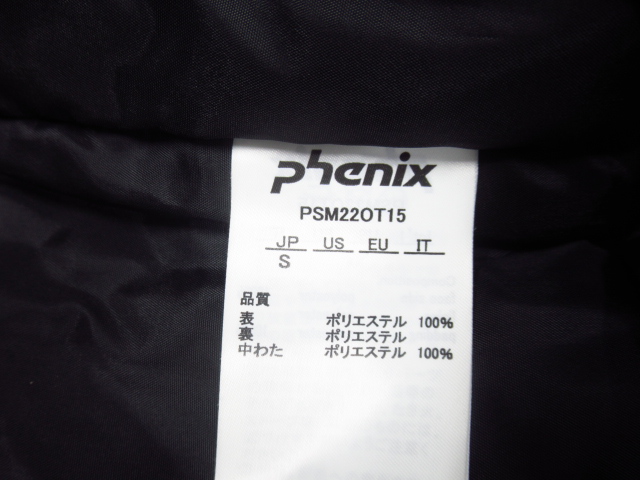 phenix
PSM22OT15
JP US EU IT
S
品質
表 ポリエステル 100%
裏 ポリエステル
中わた ポリエステル 100%